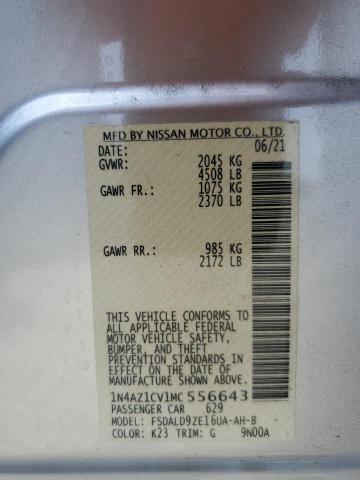 MFD BY NISSAN MOTOR CO., LTD.
DATE: 06/21
GVWR: 2045 KG
4508 LB
GAWR FR: 1075 KG
2370 LB
GAWR RR: 985 KG
2172 LB
THIS VEHICLE CONFORMS TO
ALL APPLICABLE FEDERAL
MOTOR VEHICLE SAFETY,
BUMPER, AND THEFT
PREVENTION STANDARDS IN
EFFECT ON THE DATE OF
MANUFACTURE SHOWN ABOVE.
1N4AZ1CV1MC 556643
PASSENGER CAR 629
MODEL: FSDALD9ZE16UA-AH-B
COLOR: K23 TRIM: G 9N00A